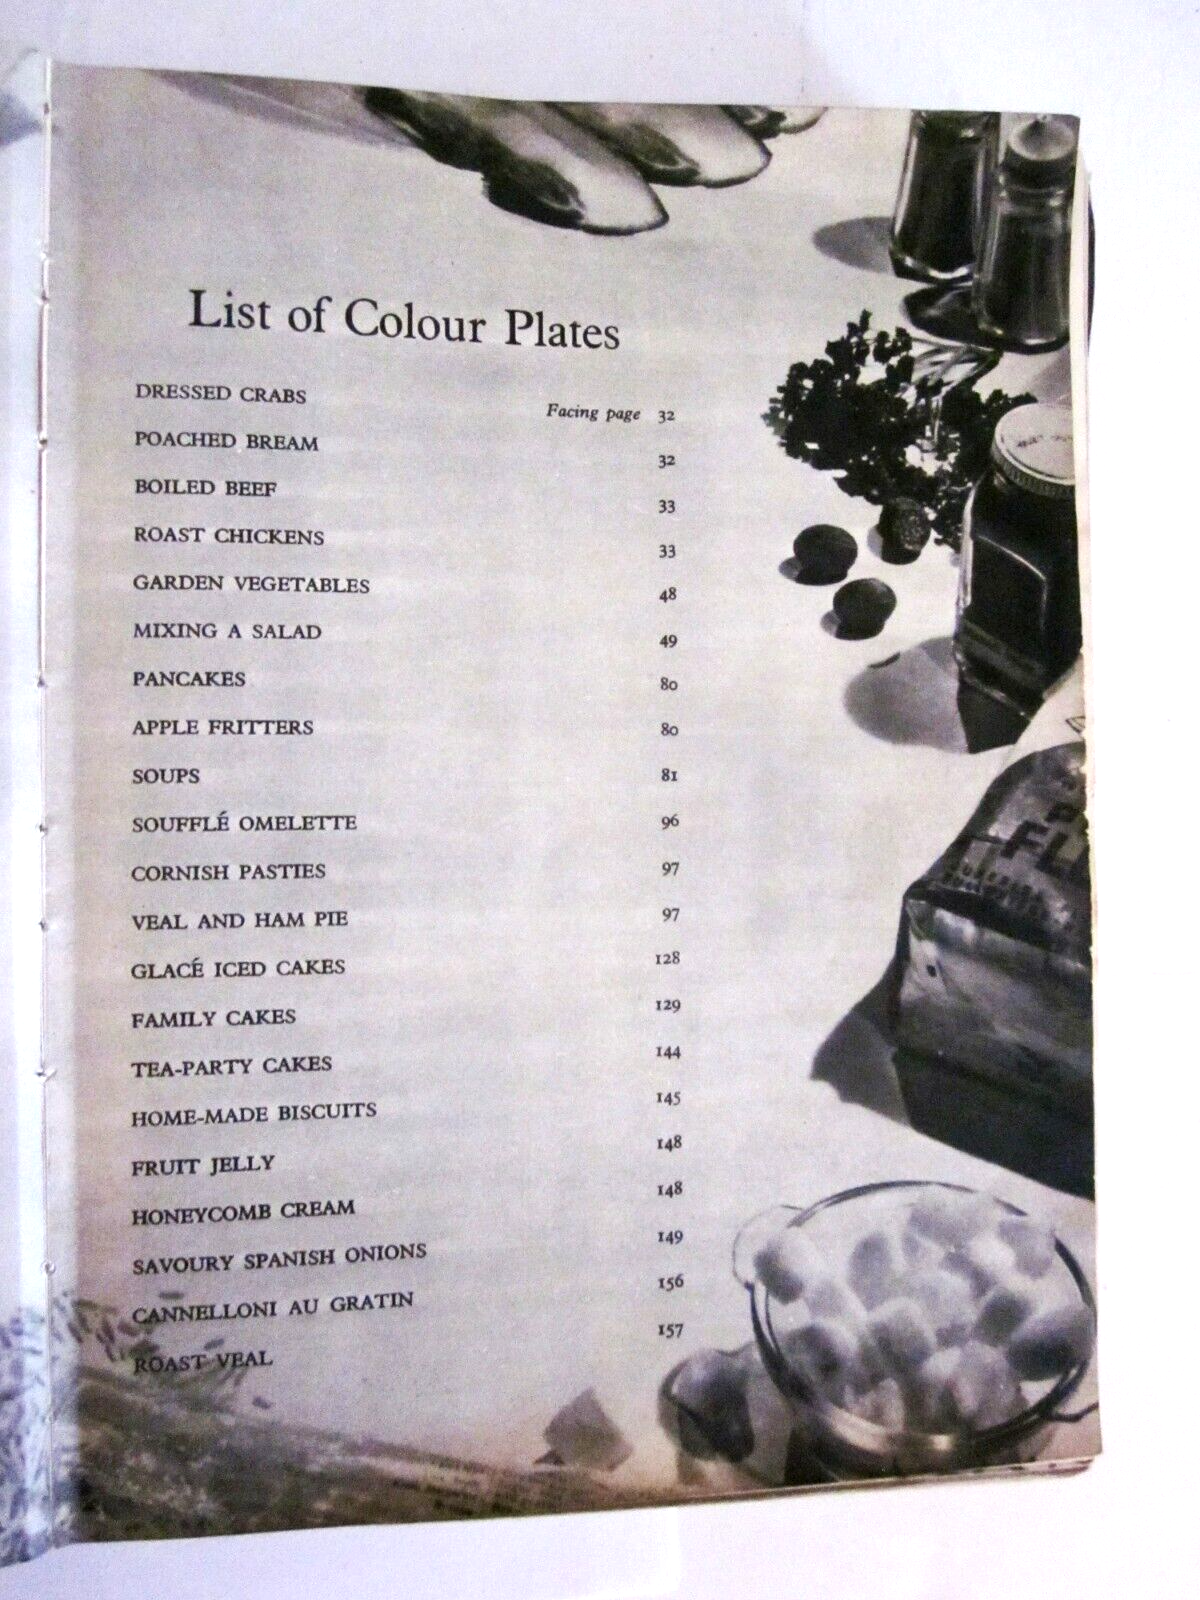 List of Colour Plates
DRESSED CRABS Facing page 32
POACHED BREAM 32
BOILED BEEF 33
ROAST CHICKENS 33
GARDEN VEGETABLES 48
MIXING A SALAD 49
PANCAKES 80
APPLE FRITTERS 80
SOUPS 81
SOUFFLÉ OMELETTE 96
CORNISH PASTIES 97
VEAL AND HAM PIE 97
GLACÉ ICED CAKES 128
FAMILY CAKES 129
TEA-PARTY CAKES 144
HOME-MADE BISCUITS 145
FRUIT JELLY 148
HONEYCOMB CREAM 148
SAVOURY SPANISH ONIONS 149
CANNELLONI AU GRATIN 156
ROAST VEAL 157